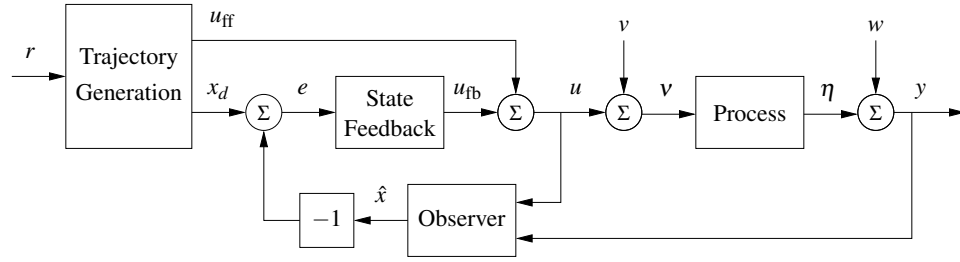 u_ff
v
w
r
Trajectory
Generation
x_d
Σ
e
State
Feedback
u_fb
Σ
u
Σ
ν
Process
η
Σ
y
−1
x̂
Observer